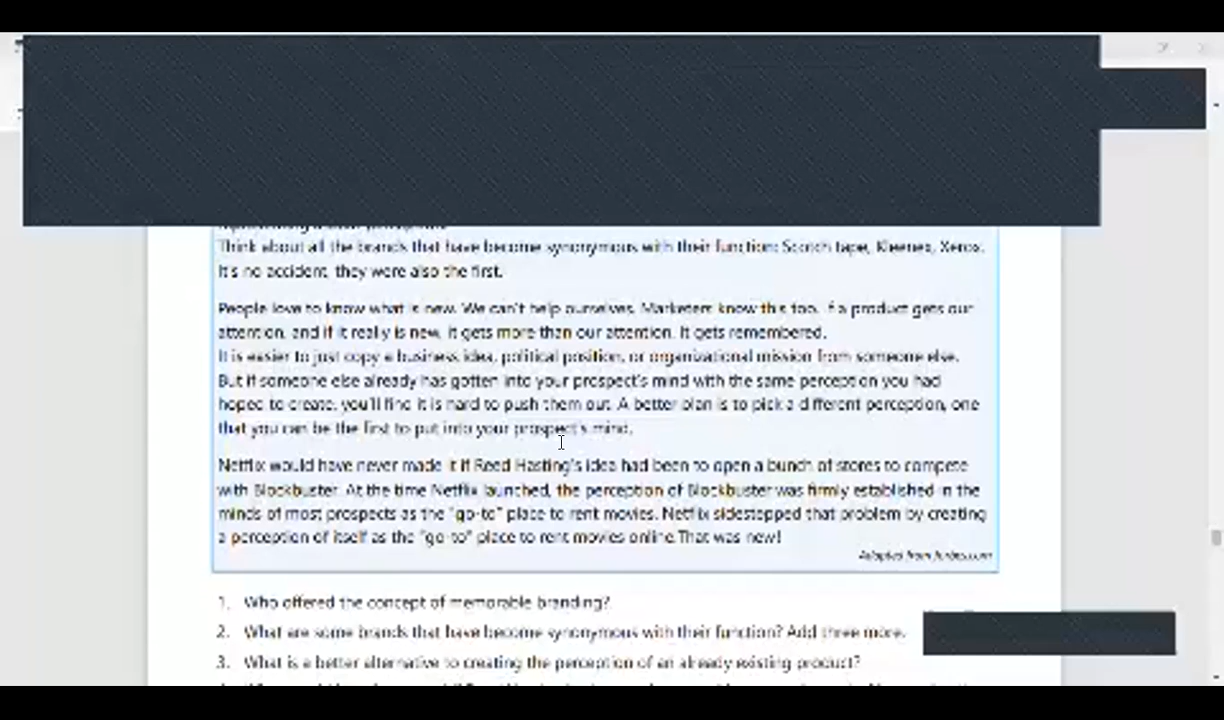 Think about all the brands that have become synonymous with their function: Scotch tape, Kleenex, Xerox.
It's no accident, they were also the first.
People love to know what is new. We can't help ourselves. Marketers know this too. If a product gets our
attention, and if it really is new, it gets more than our attention. It gets remembered.
It is easier to just copy a business idea, political position, or organizational mission from someone else.
But if someone else already has gotten into your prospect's mind with the same perception you had
hoped to create, you'll find it is hard to push them out. A better plan is to pick a different perception, one
that you can be the first to put into your prospect's mind.
Netflix would have never made it if Reed Hasting's idea had been to open a bunch of stores to compete
with Blockbuster. At the time Netflix launched, the perception of Blockbuster was firmly established in the
minds of most prospects as the "go-to" place to rent movies. Netflix sidestepped that problem by creating
a perception of itself as the "go-to" place to rent movies online.That was new!
Adapted from forbes.com
1. Who offered the concept of memorable branding?
2. What are some brands that have become synonymous with their function? Add three more.
3. What is a better alternative to creating the perception of an already existing product?